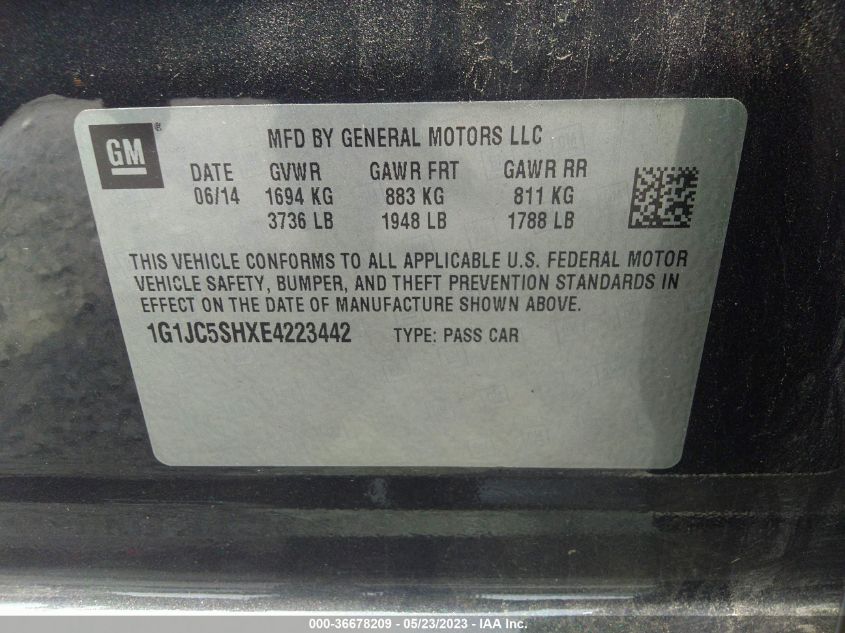 GM®
MFD BY GENERAL MOTORS LLC
DATE GVWR GAWR FRT GAWR RR
06/14 1694 KG 883 KG 811 KG
3736 LB 1948 LB 1788 LB
THIS VEHICLE CONFORMS TO ALL APPLICABLE U.S. FEDERAL MOTOR
VEHICLE SAFETY, BUMPER, AND THEFT PREVENTION STANDARDS IN
EFFECT ON THE DATE OF MANUFACTURE SHOWN ABOVE.
1G1JC5SHXE4223442 TYPE: PASS CAR
000-36678209 - 05/23/2023 - IAA Inc.